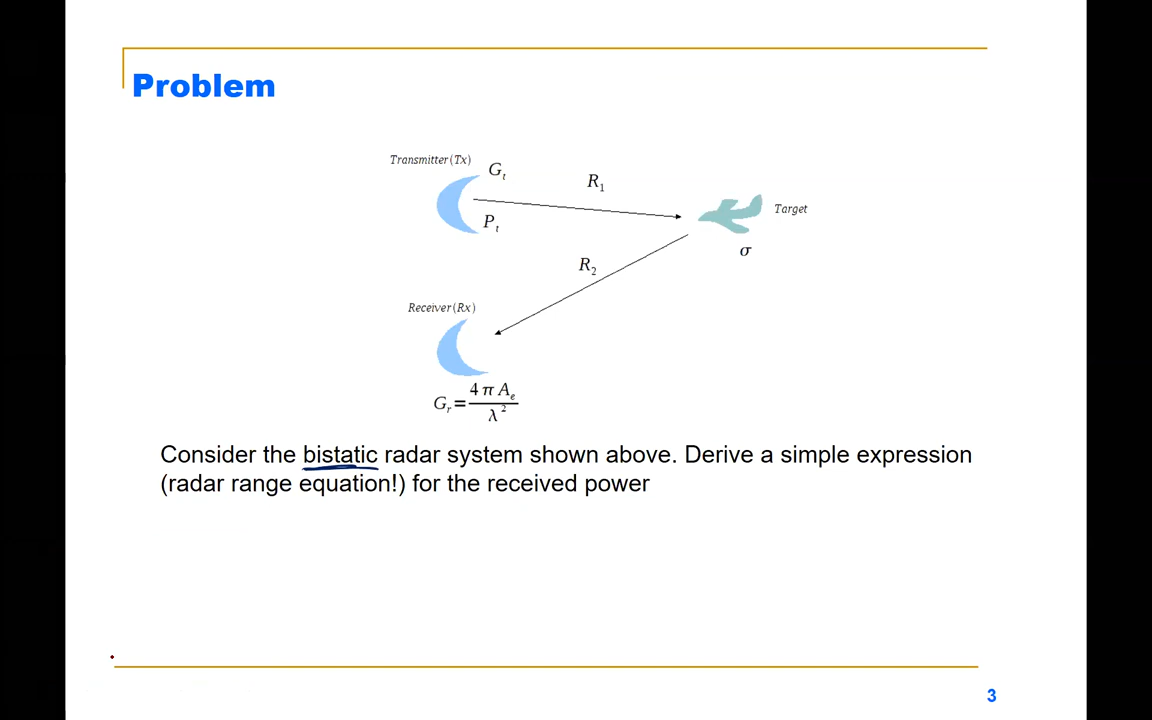 Problem
Transmitter(Tx)
G_t
R_1
P_t
Target
σ
R_2
Receiver(Rx)
G_r = 4 π A_e / λ^2
Consider the bistatic radar system shown above. Derive a simple expression
(radar range equation!) for the received power
3